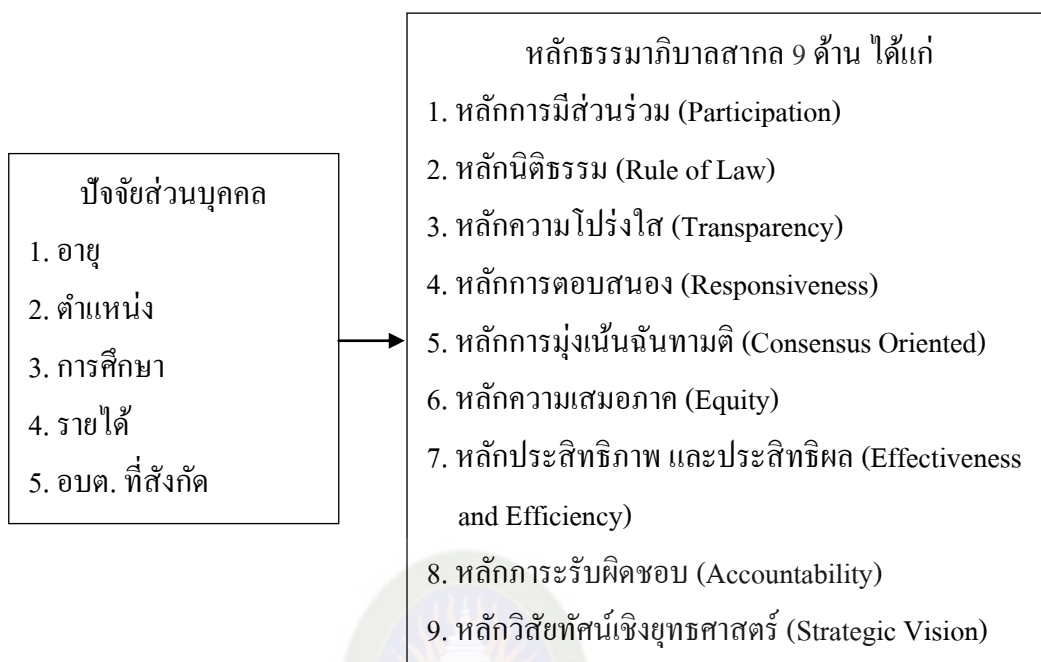 ปัจจัยส่วนบุคคล
1. อายุ
2. ตำแหน่ง
3. การศึกษา
4. รายได้
5. อบต. ที่สังกัด
หลักธรรมาภิบาลสากล 9 ด้าน ได้แก่
1. หลักการมีส่วนร่วม (Participation)
2. หลักนิติธรรม (Rule of Law)
3. หลักความโปร่งใส (Transparency)
4. หลักการตอบสนอง (Responsiveness)
5. หลักการมุ่งเน้นฉันทามติ (Consensus Oriented)
6. หลักความเสมอภาค (Equity)
7. หลักประสิทธิภาพ และประสิทธิผล (Effectiveness
and Efficiency)
8. หลักภาระรับผิดชอบ (Accountability)
9. หลักวิสัยทัศน์เชิงยุทธศาสตร์ (Strategic Vision)